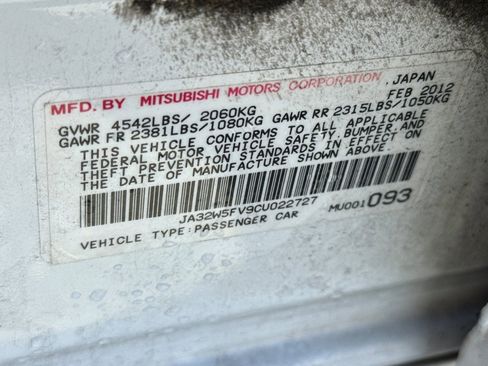 MFD. BY MITSUBISHI MOTORS CORPORATION, JAPAN
GVWR 4542LBS/ 2060KG FEB 2012
GAWR FR 2381LBS/1080KG GAWR RR 2315LBS/1050KG
THIS VEHICLE CONFORMS TO ALL APPLICABLE
FEDERAL MOTOR VEHICLE SAFETY, BUMPER, AND
THEFT PREVENTION STANDARDS IN EFFECT ON
THE DATE OF MANUFACTURE SHOWN ABOVE.
JA32W5FV9CU022727
VEHICLE TYPE:PASSENGER CAR MU001 093